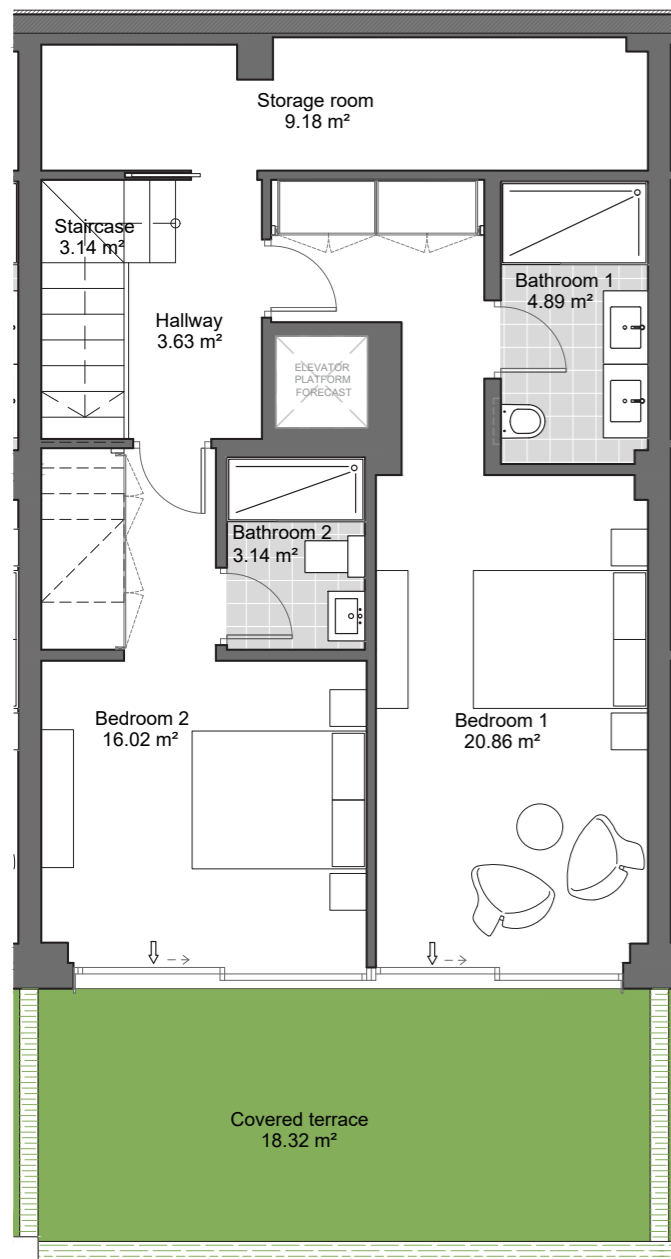 Storage room
9.18 m²
Staircase
3.14 m²
Bathroom 1
4.89 m²
Hallway
3.63 m²
ELEVATOR
PLATFORM
FORECAST
Bathroom 2
3.14 m²
Bedroom 2
16.02 m²
Bedroom 1
20.86 m²
Covered terrace
18.32 m²